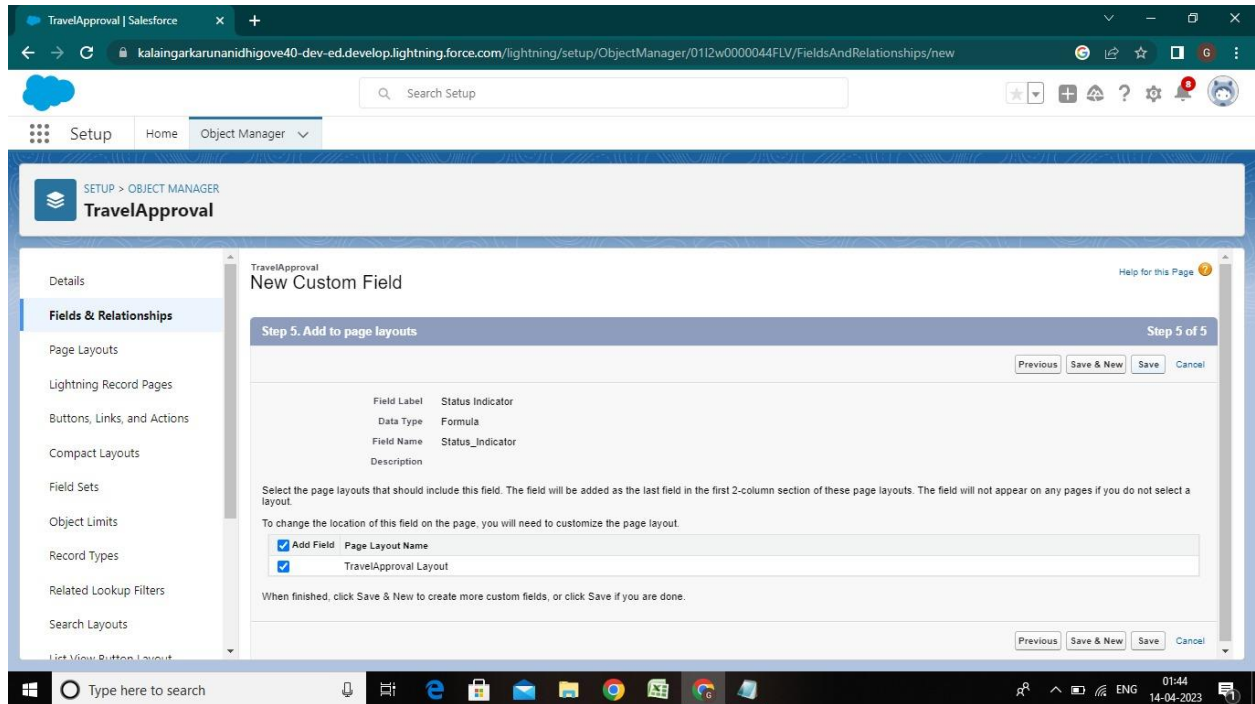 TravelApproval | Salesforce
kalaingarkarunanidhigove40-dev-ed.develop.lightning.force.com/lightning/setup/ObjectManager/01I2w0000044FLV/FieldsAndRelationships/new
G
Search Setup
8
Setup Home Object Manager
SETUP > OBJECT MANAGER
TravelApproval
Details
Fields & Relationships
Page Layouts
Lightning Record Pages
Buttons, Links, and Actions
Compact Layouts
Field Sets
Object Limits
Record Types
Related Lookup Filters
Search Layouts
List View Button Layout
TravelApproval
New Custom Field
Help for this Page
Step 5. Add to page layouts Step 5 of 5
Previous Save & New Save Cancel
Field Label Status Indicator
Data Type Formula
Field Name Status_Indicator
Description
Select the page layouts that should include this field. The field will be added as the last field in the first 2-column section of these page layouts. The field will not appear on any pages if you do not select a
layout.
To change the location of this field on the page, you will need to customize the page layout.
Add Field Page Layout Name
TravelApproval Layout
When finished, click Save & New to create more custom fields, or click Save if you are done.
Previous Save & New Save Cancel
Type here to search
ENG
01:44
14-04-2023
1